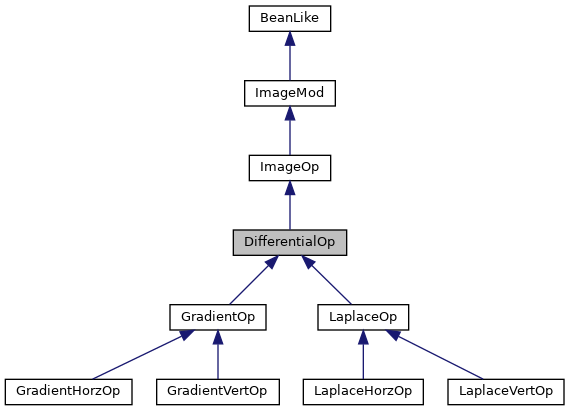 BeanLike
ImageMod
ImageOp
DifferentialOp
GradientOp
LaplaceOp
GradientHorzOp
GradientVertOp
LaplaceHorzOp
LaplaceVertOp